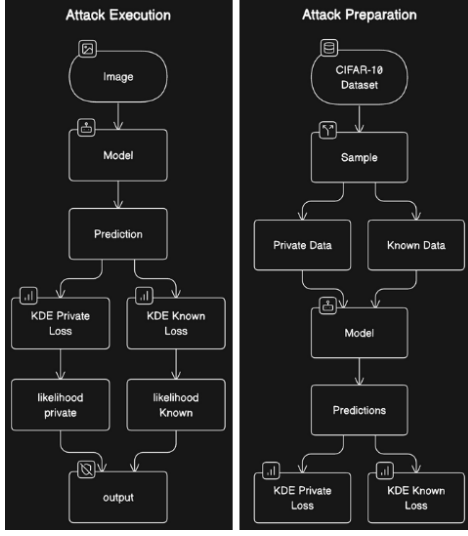 Attack Execution
Image
Model
Prediction
KDE Private
Loss
KDE Known
Loss
likelihood
private
likelihood
Known
output
Attack Preparation
CIFAR-10
Dataset
Sample
Private Data
Known Data
Model
Predictions
KDE Private
Loss
KDE Known
Loss